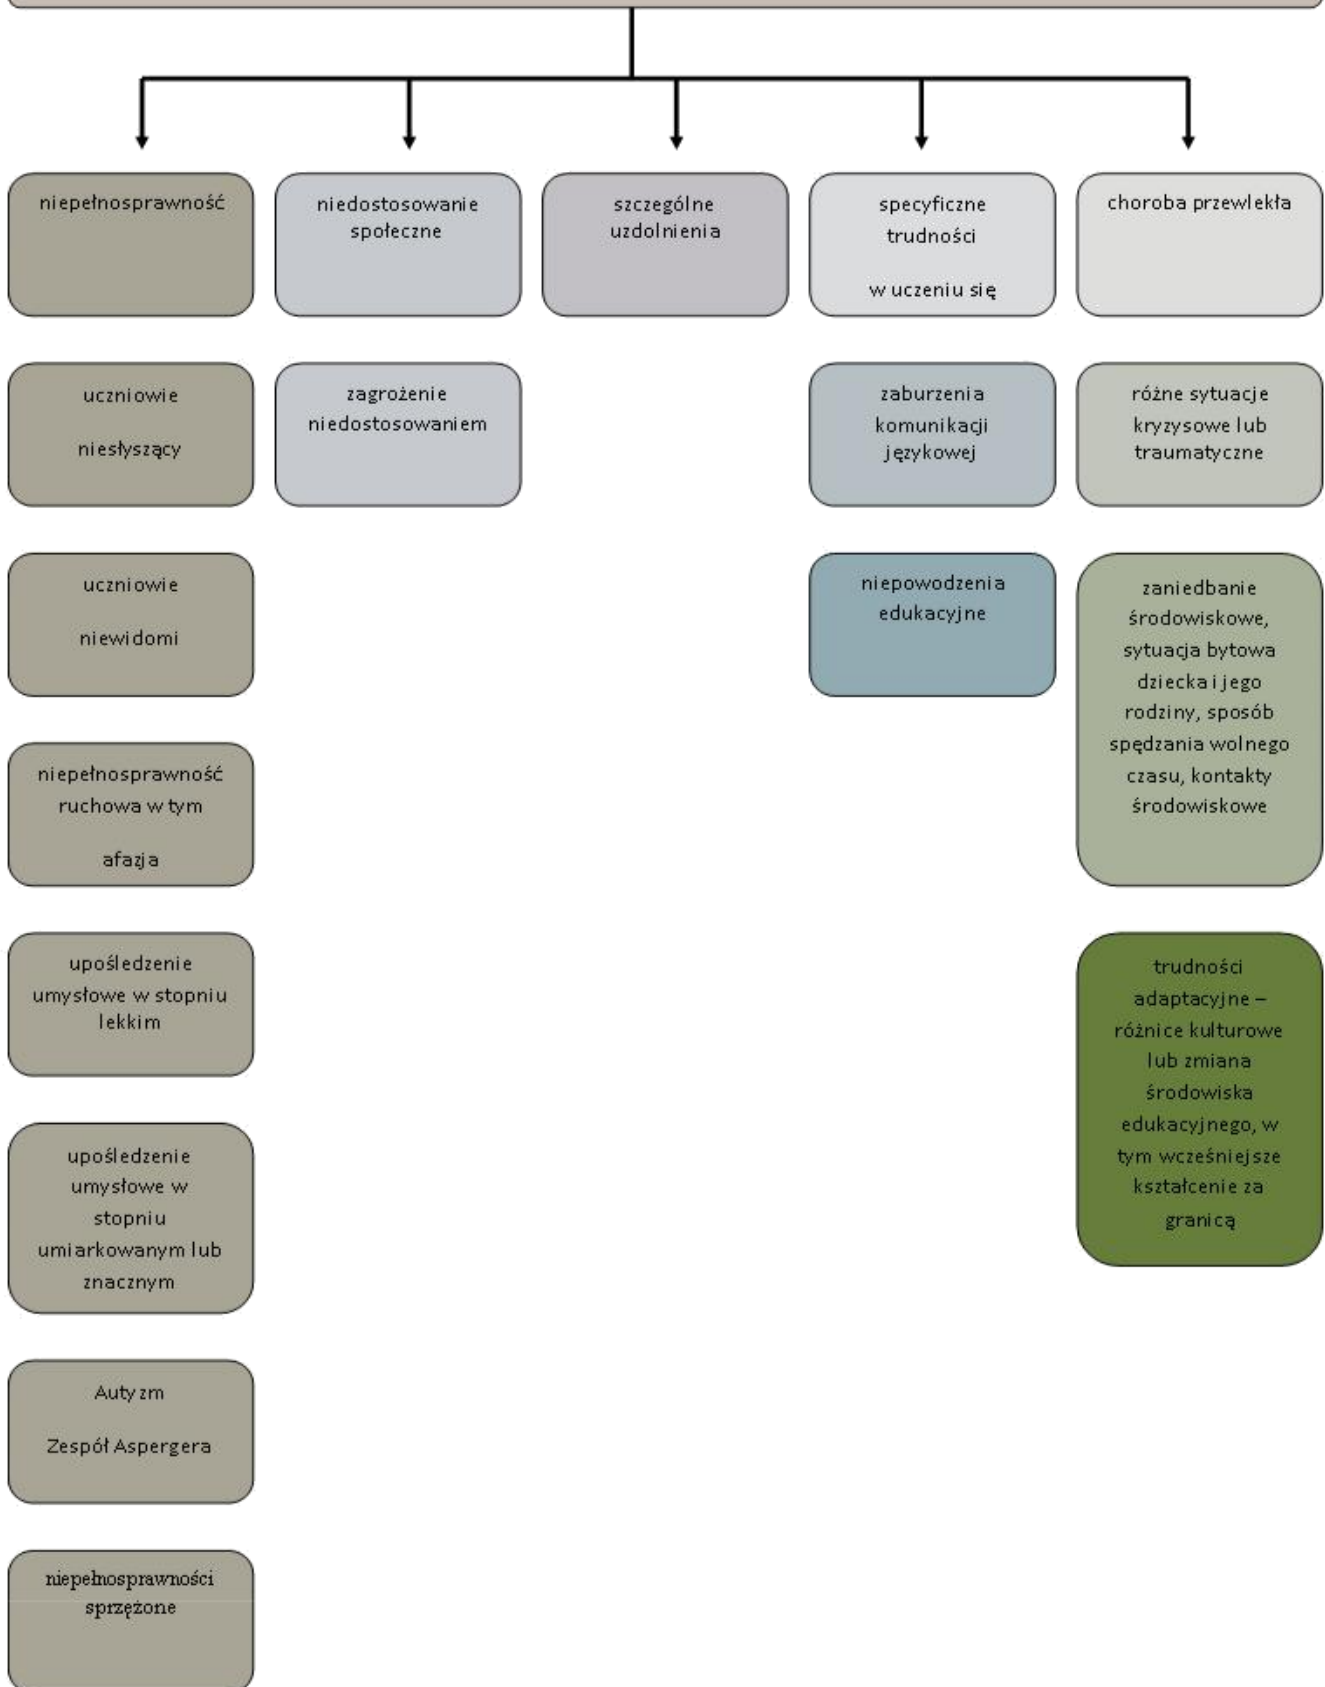 niepełnosprawność
niedostosowanie
społeczne
szczególne
uzdolnienia
specyficzne
trudności
w uczeniu się
choroba przewlekła
uczniowie
niesłyszący
zagrożenie
niedostosowaniem
zaburzenia
komunikacji
językowej
różne sytuacje
kryzysowe lub
traumatyczne
uczniowie
niewidomi
niepowodzenia
edukacyjne
zaniedbanie
środowiskowe,
sytuacja bytowa
dziecka i jego
rodziny, sposób
spędzania wolnego
czasu, kontakty
środowiskowe
niepełnosprawność
ruchowa w tym
afazja
upośledzenie
umysłowe w stopniu
lekkim
trudności
adaptacyjne –
różnice kulturowe
lub zmiana
środowiska
edukacyjnego, w
tym wcześniejsze
kształcenie za
granicą
upośledzenie
umysłowe w
stopniu
umiarkowanym lub
znacznym
Autyzm
Zespół Aspergera
niepełnosprawności
sprzężone